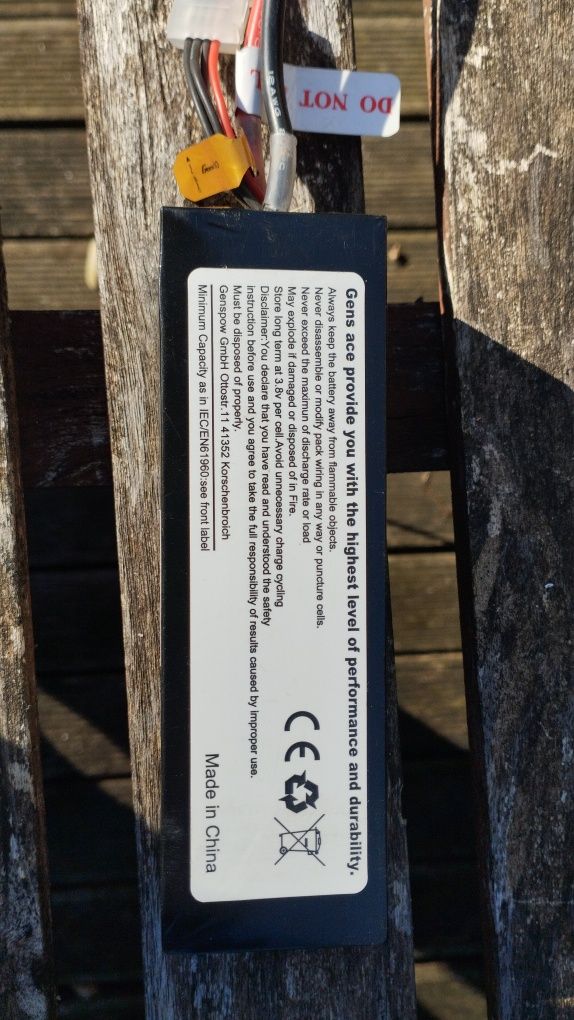 Gens ace provide you with the highest level of performance and durability.
Always keep the battery away from flammable objects.
Never disassemble or modify pack wiring in any way or puncture cells.
Never exceed the maximun of discharge rate or load
May explode if damaged or disposed of in Fire.
Store long term at 3.8v per cell.Avoid unnecessary charge cycling
Disclaimer:You declare that you have read and understood the safety
instruction before use and you agree to take the full responsibility of results caused by improper use.
Must be disposed of properly.
Genspow GmbH Ottostr.11 41352 Korschenbroich
Minimum Capacity as in IEC/EN61960:see front label
CE
Made in China
DO NOT
12AWG